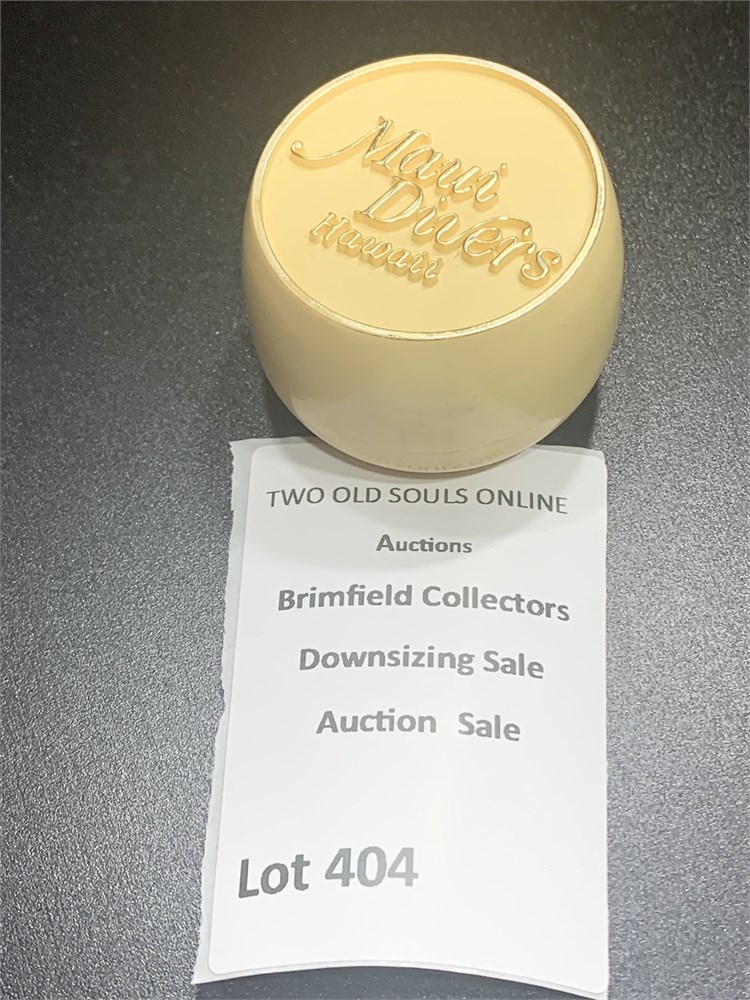 Maui
Divers
Hawaii
TWO OLD SOULS ONLINE
Auctions
Brimfield Collectors
Downsizing Sale
Auction Sale
Lot 404